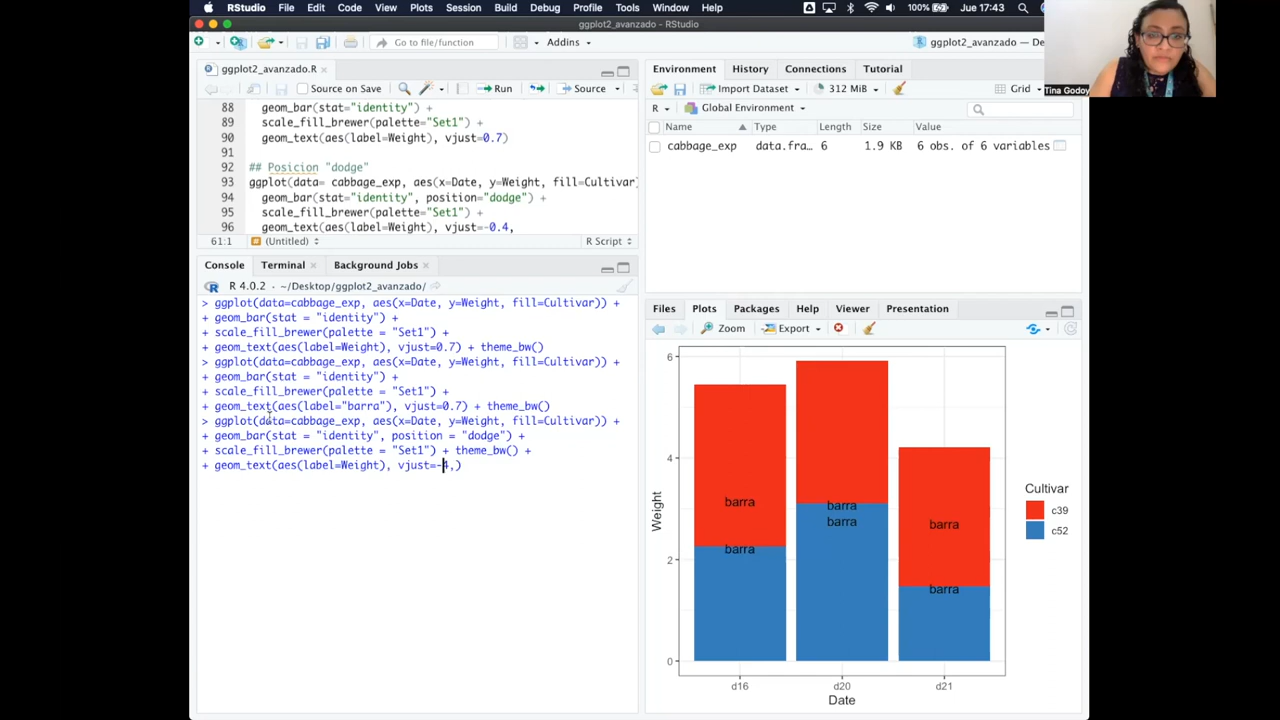 RStudio File Edit Code View Plots Session Build Debug Profile Tools Window Help 100% Jue 17:43
ggplot2_avanzado - RStudio
Go to file/function Addins ggplot2_avanzado — De
Tina Godoy
ggplot2_avanzado.R
Source on Save Run Source
88 geom_bar(stat="identity") +
89 scale_fill_brewer(palette="Set1") +
90 geom_text(aes(label=Weight), vjust=0.7)
91
92 ## Posicion "dodge"
93 ggplot(data= cabbage_exp, aes(x=Date, y=Weight, fill=Cultivar)
94 geom_bar(stat="identity", position="dodge") +
95 scale_fill_brewer(palette="Set1") +
96 geom_text(aes(label=Weight), vjust=-0.4,
61:1 (Untitled) R Script
Console Terminal Background Jobs
R 4.0.2 · ~/Desktop/ggplot2_avanzado/
> ggplot(data=cabbage_exp, aes(x=Date, y=Weight, fill=Cultivar)) +
+ geom_bar(stat = "identity") +
+ scale_fill_brewer(palette = "Set1") +
+ geom_text(aes(label=Weight), vjust=0.7) + theme_bw()
> ggplot(data=cabbage_exp, aes(x=Date, y=Weight, fill=Cultivar)) +
+ geom_bar(stat = "identity") +
+ scale_fill_brewer(palette = "Set1") +
+ geom_text(aes(label="barra"), vjust=0.7) + theme_bw()
> ggplot(data=cabbage_exp, aes(x=Date, y=Weight, fill=Cultivar)) +
+ geom_bar(stat = "identity", position = "dodge") +
+ scale_fill_brewer(palette = "Set1") + theme_bw() +
+ geom_text(aes(label=Weight), vjust=-4,)
Environment History Connections Tutorial
Import Dataset 312 MiB Grid
R Global Environment
Name Type Length Size Value
cabbage_exp data.fra... 6 1.9 KB 6 obs. of 6 variables
Files Plots Packages Help Viewer Presentation
Zoom Export
6
4
2
0
Weight
barra
barra
barra
barra
barra
barra
d16 d20 d21
Date
Cultivar
c39
c52